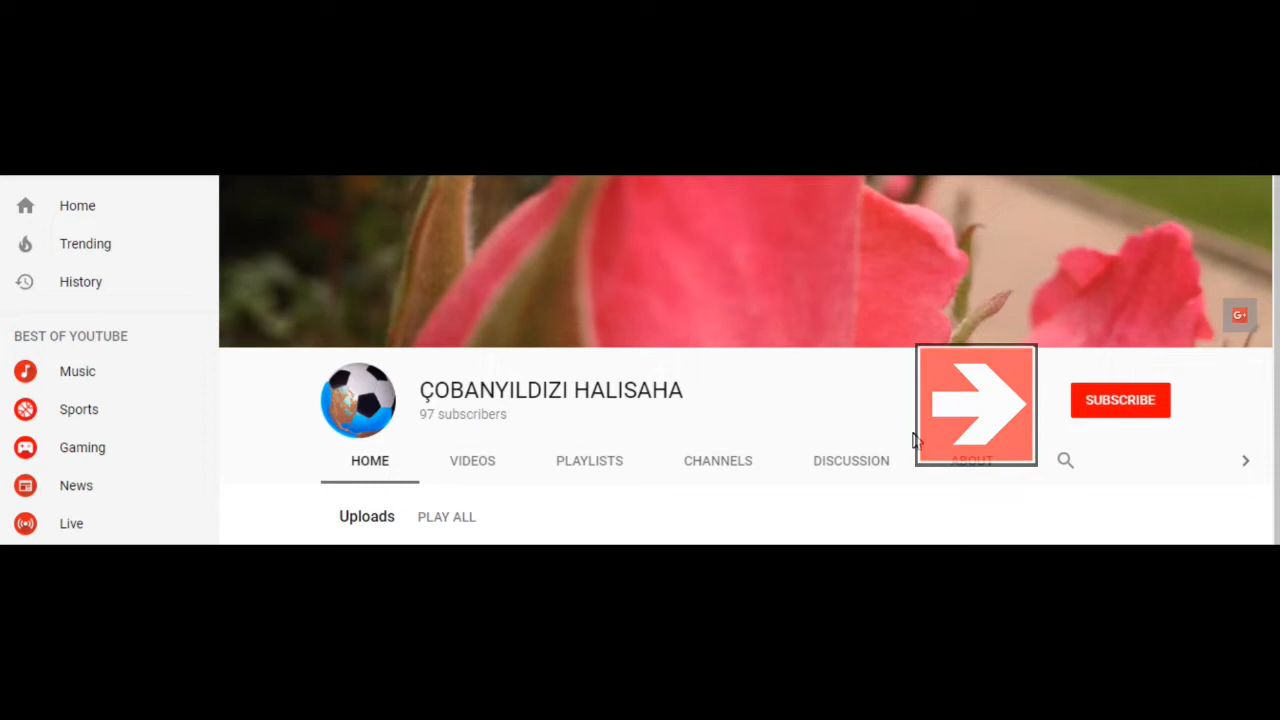 Home
Trending
History
BEST OF YOUTUBE
Music
Sports
Gaming
News
Live
G+
ÇOBANYILDIZI HALISAHA
97 subscribers
SUBSCRIBE
HOME VIDEOS PLAYLISTS CHANNELS DISCUSSION ABOUT
Uploads PLAY ALL